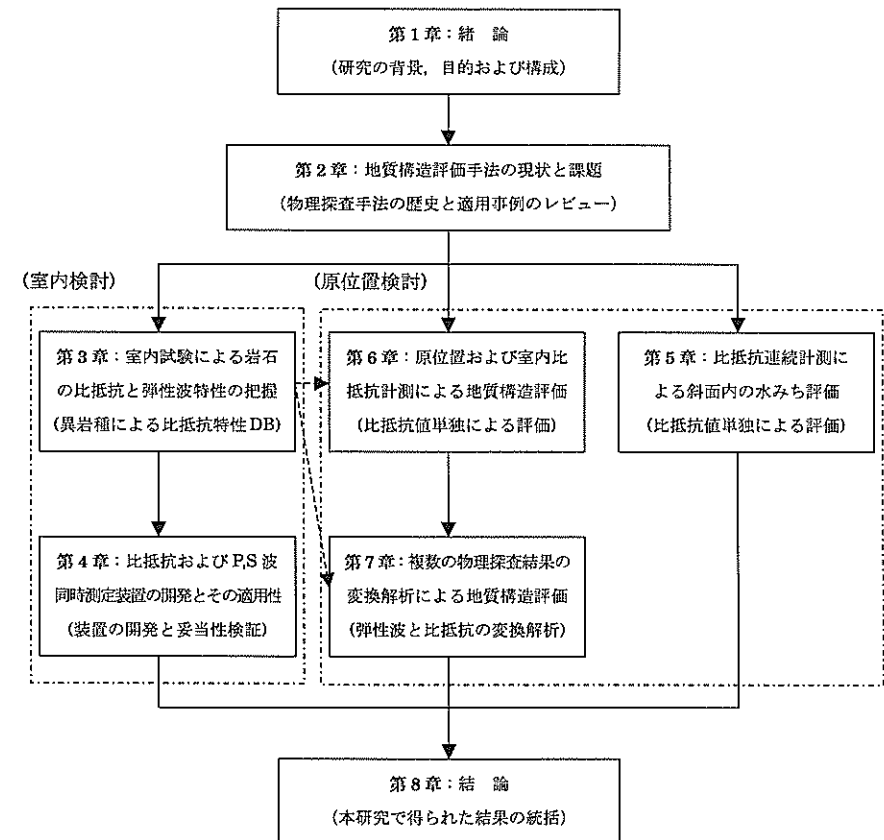 第1章：緒　論
(研究の背景，目的および構成)
第2章：地質構造評価手法の現状と課題
(物理探査手法の歴史と適用事例のレビュー)
(室内検討)
(原位置検討)
第3章：室内試験による岩石
の比抵抗と弾性波特性の把握
(異岩種による比抵抗特性DB)
第6章：原位置および室内比
抵抗計測による地質構造評価
(比抵抗値単独による評価)
第5章：比抵抗連続計測に
よる斜面内の水みち評価
(比抵抗値単独による評価)
第4章：比抵抗およびP,S波
同時測定装置の開発とその適用性
(装置の開発と妥当性検証)
第7章：複数の物理探査結果の
変換解析による地質構造評価
(弾性波と比抵抗の変換解析)
第8章：結　論
(本研究で得られた結果の統括)